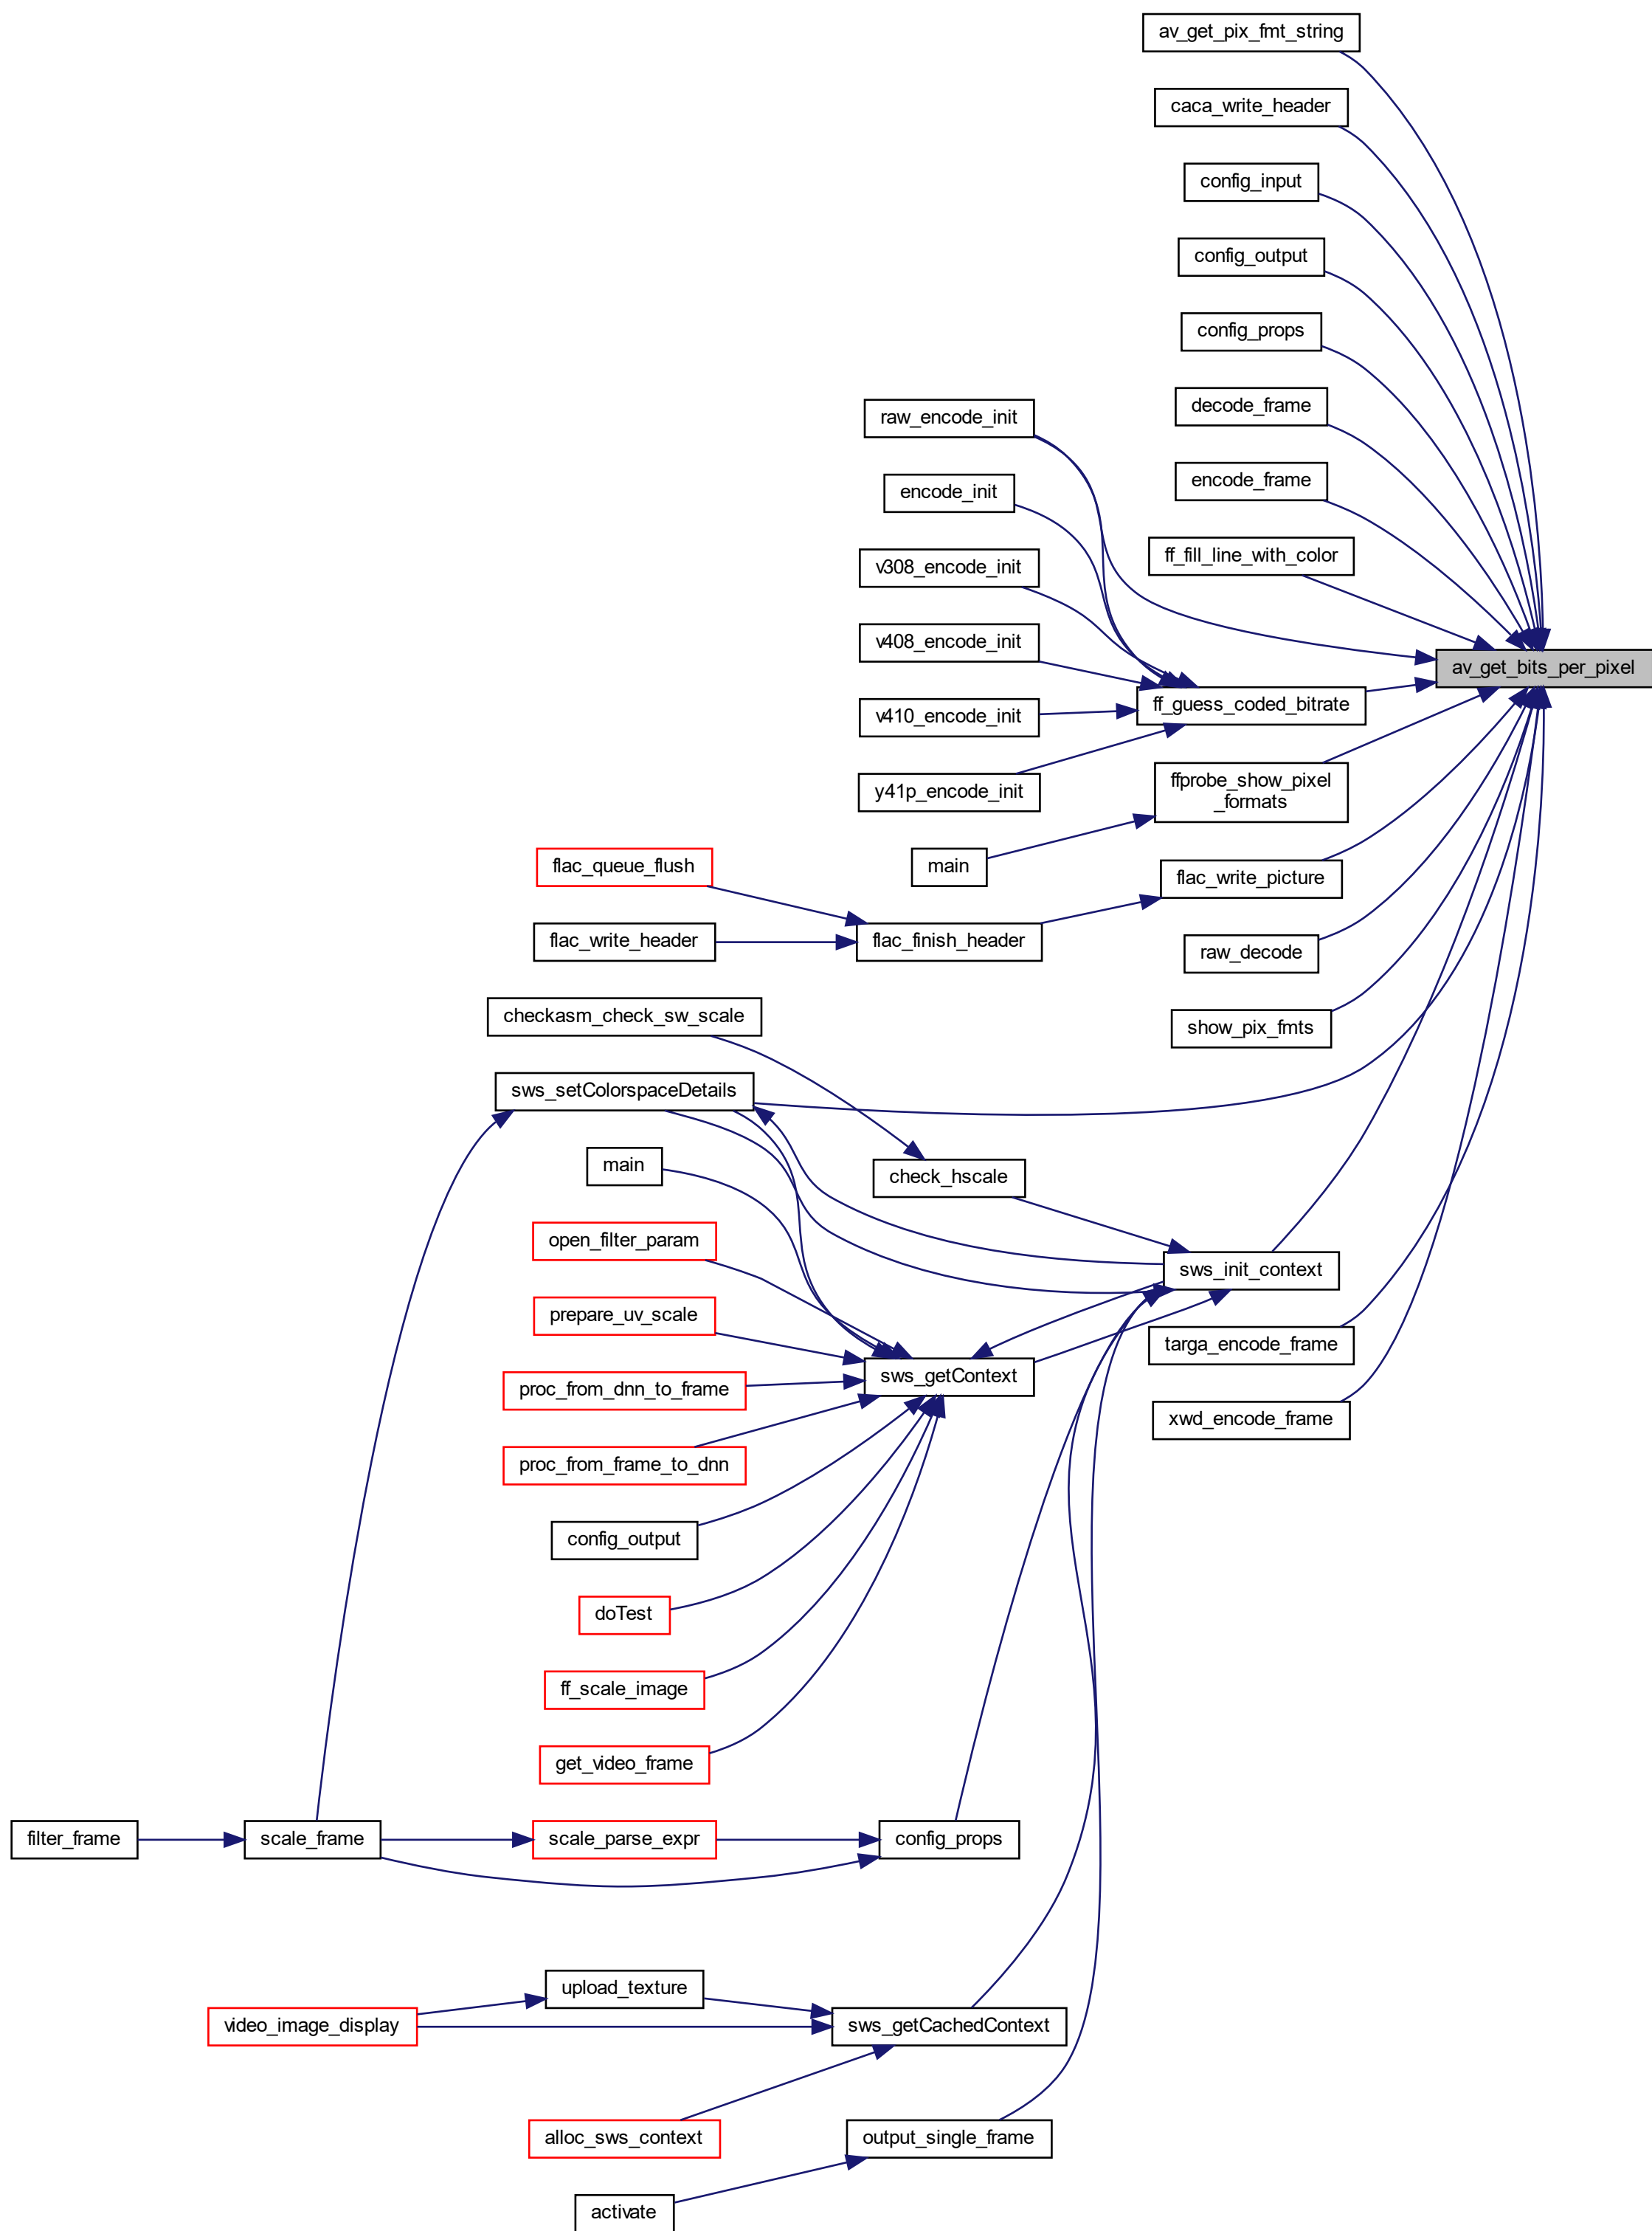 av_get_pix_fmt_string
caca_write_header
config_input
config_output
config_props
decode_frame
raw_encode_init
encode_frame
encode_init
ff_fill_line_with_color
v308_encode_init
v408_encode_init
av_get_bits_per_pixel
ff_guess_coded_bitrate
v410_encode_init
ffprobe_show_pixel
_formats
y41p_encode_init
flac_queue_flush
main
flac_write_picture
flac_write_header
flac_finish_header
raw_decode
checkasm_check_sw_scale
show_pix_fmts
sws_setColorspaceDetails
main
check_hscale
open_filter_param
sws_init_context
prepare_uv_scale
targa_encode_frame
sws_getContext
proc_from_dnn_to_frame
xwd_encode_frame
proc_from_frame_to_dnn
config_output
doTest
ff_scale_image
get_video_frame
filter_frame
scale_frame
scale_parse_expr
config_props
upload_texture
video_image_display
sws_getCachedContext
alloc_sws_context
output_single_frame
activate